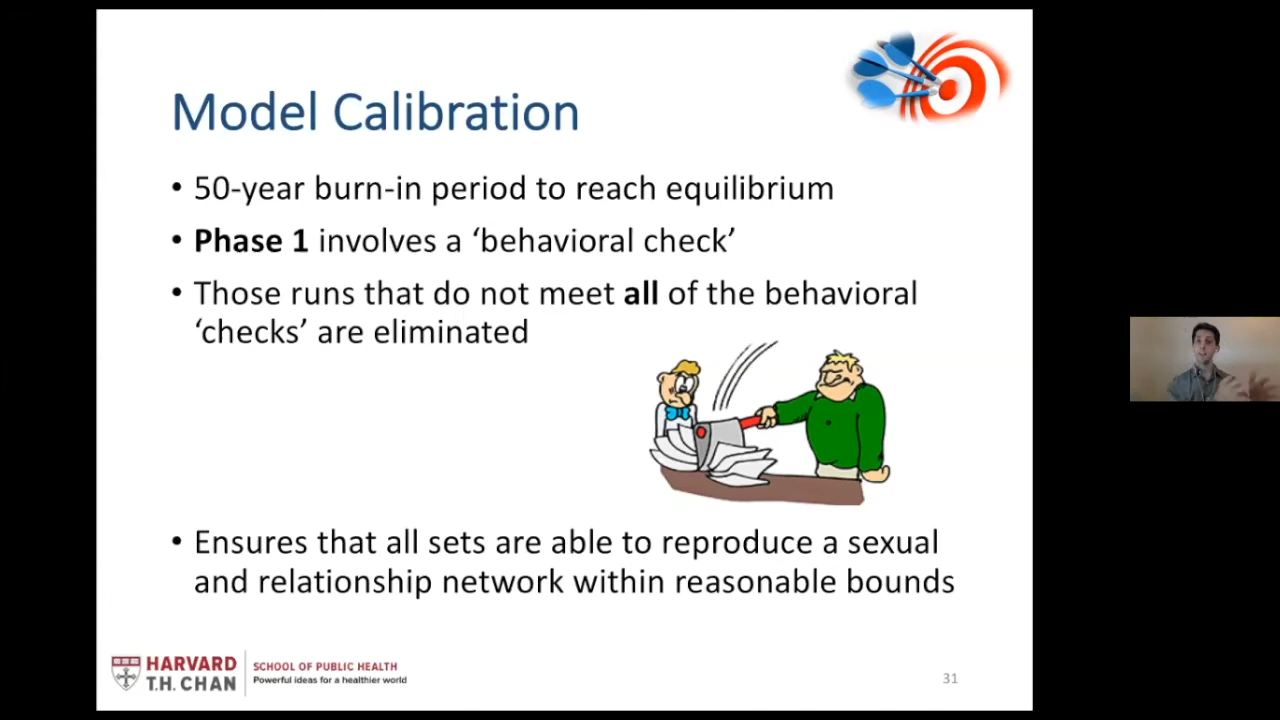 Model Calibration
• 50-year burn-in period to reach equilibrium
• Phase 1 involves a ‘behavioral check’
• Those runs that do not meet all of the behavioral
‘checks’ are eliminated
• Ensures that all sets are able to reproduce a sexual
and relationship network within reasonable bounds
HARVARD
T.H. CHAN
SCHOOL OF PUBLIC HEALTH
Powerful ideas for a healthier world
31